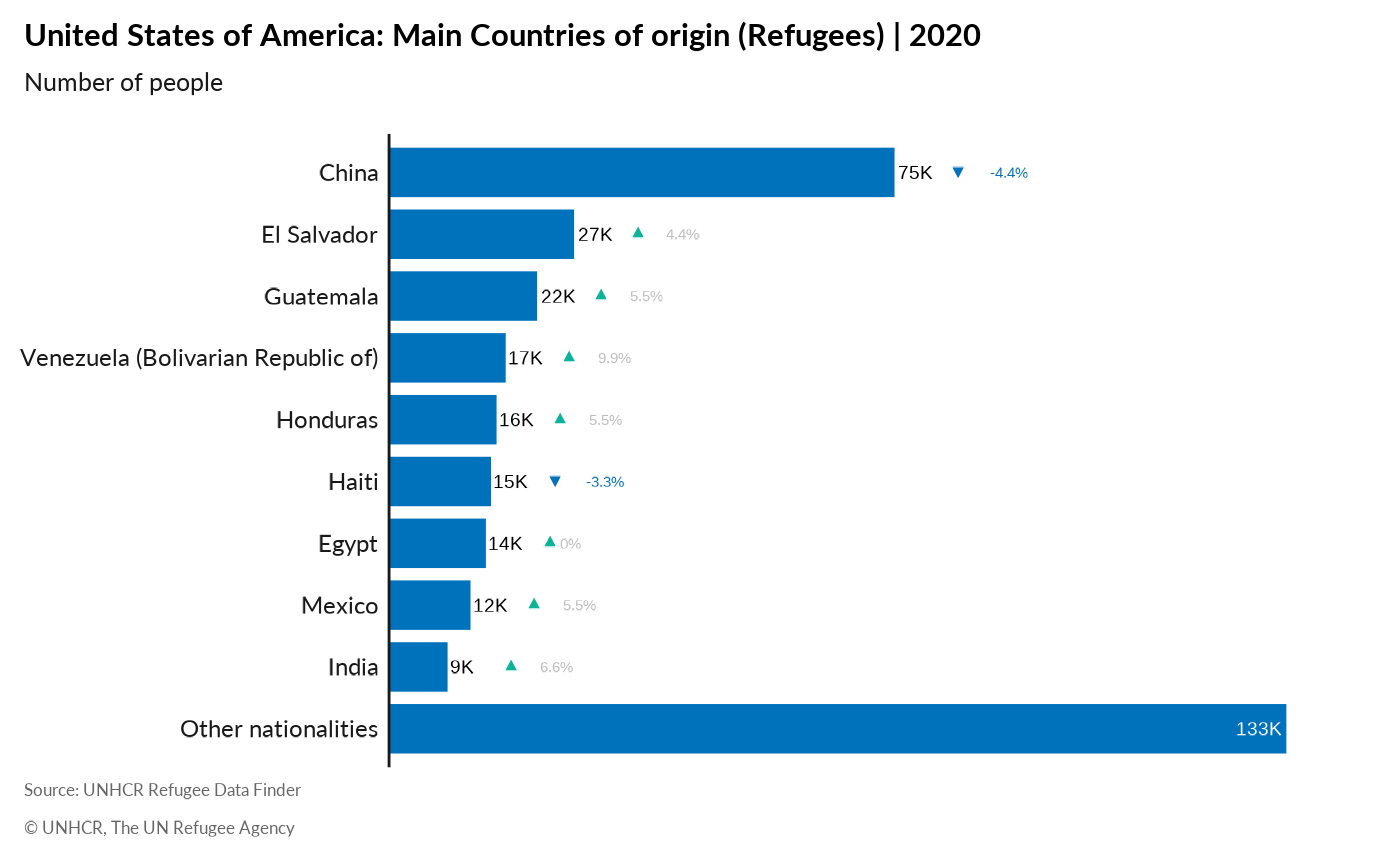 United States of America: Main Countries of origin (Refugees) | 2020
Number of people
China 75K ▼ -4.4%
El Salvador 27K ▲ 4.4%
Guatemala 22K ▲ 5.5%
Venezuela (Bolivarian Republic of) 17K ▲ 9.9%
Honduras 16K ▲ 5.5%
Haiti 15K ▼ -3.3%
Egypt 14K ▲ 0%
Mexico 12K ▲ 5.5%
India 9K ▲ 6.6%
Other nationalities 133K
Source: UNHCR Refugee Data Finder
© UNHCR, The UN Refugee Agency